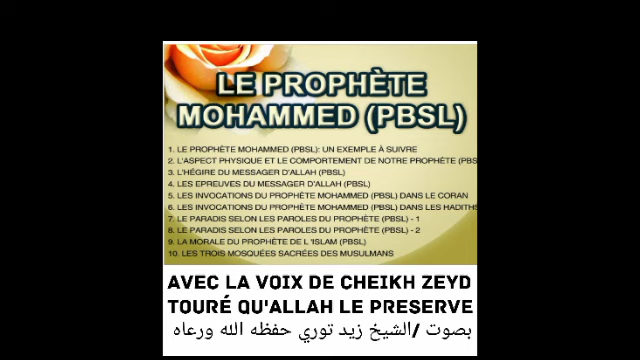 LE PROPHÈTE
MOHAMMED (PBSL)
1. LE PROPHÈTE MOHAMMED (PBSL): UN EXEMPLE À SUIVRE
2. L'ASPECT PHYSIQUE ET LE COMPORTEMENT DE NOTRE PROPHÈTE (PBS
3. L'HÉGIRE DU MESSAGER D'ALLAH (PBSL)
4. LES EPREUVES DU MESSAGER D'ALLAH (PBSL)
5. LES INVOCATIONS DU PROPHÈTE MOHAMMED (PBSL) DANS LE CORAN
6. LES INVOCATIONS DU PROPHÈTE MOHAMMED (PBSL) DANS LES HADITHS
7. LE PARADIS SELON LES PAROLES DU PROPHÈTE (PBSL) - 1
8. LE PARADIS SELON LES PAROLES DU PROPHÈTE (PBSL) - 2
9. LA MORALE DU PROPHÈTE DE L 'ISLAM (PBSL)
10. LES TROIS MOSQUÉES SACRÉES DES MUSULMANS
AVEC LA VOIX DE CHEIKH ZEYD
TOURÉ QU'ALLAH LE PRESERVE
بصوت /الشيخ زيد توري حفظه الله ورعاه